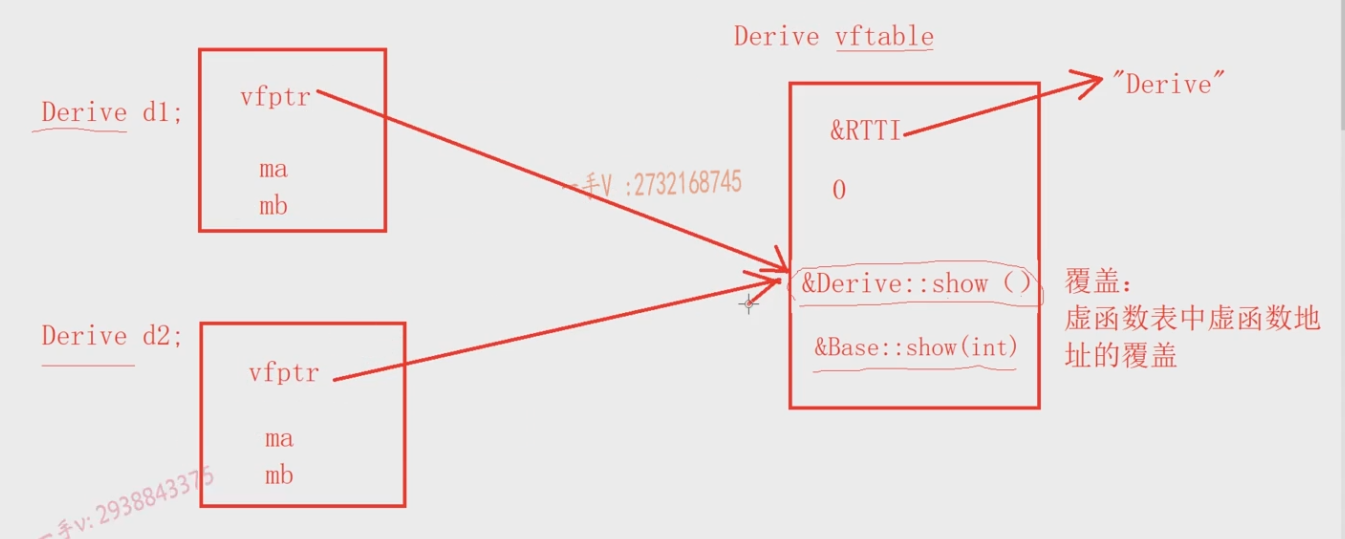 Derive vftable
"Derive"
Derive d1;
vfptr
ma
mb
&RTTI
0
一手V :2732168745
&Derive::show（）
&Base::show(int)
覆盖：
虚函数表中虚函数地
址的覆盖
Derive d2;
vfptr
ma
mb
一手v: 2938843375